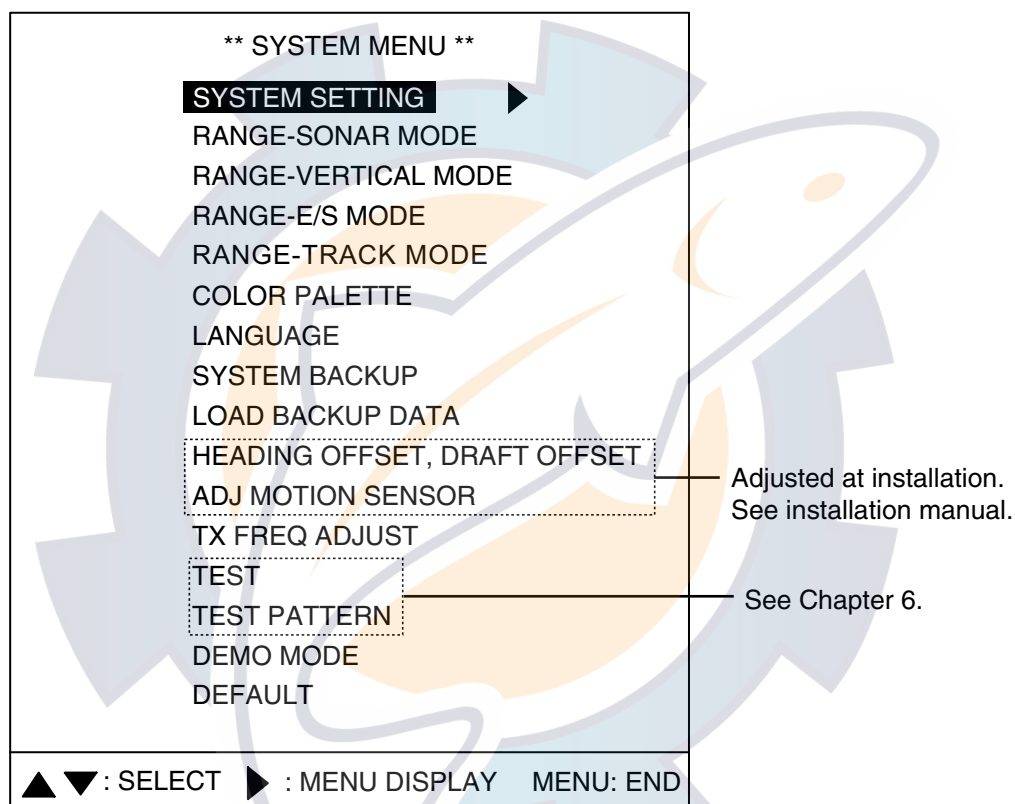 ** SYSTEM MENU **
SYSTEM SETTING
RANGE-SONAR MODE
RANGE-VERTICAL MODE
RANGE-E/S MODE
RANGE-TRACK MODE
COLOR PALETTE
LANGUAGE
SYSTEM BACKUP
LOAD BACKUP DATA
HEADING OFFSET, DRAFT OFFSET
ADJ MOTION SENSOR
Adjusted at installation.
See installation manual.
TX FREQ ADJUST
TEST
TEST PATTERN
See Chapter 6.
DEMO MODE
DEFAULT
▲ ▼: SELECT ▶ : MENU DISPLAY MENU: END